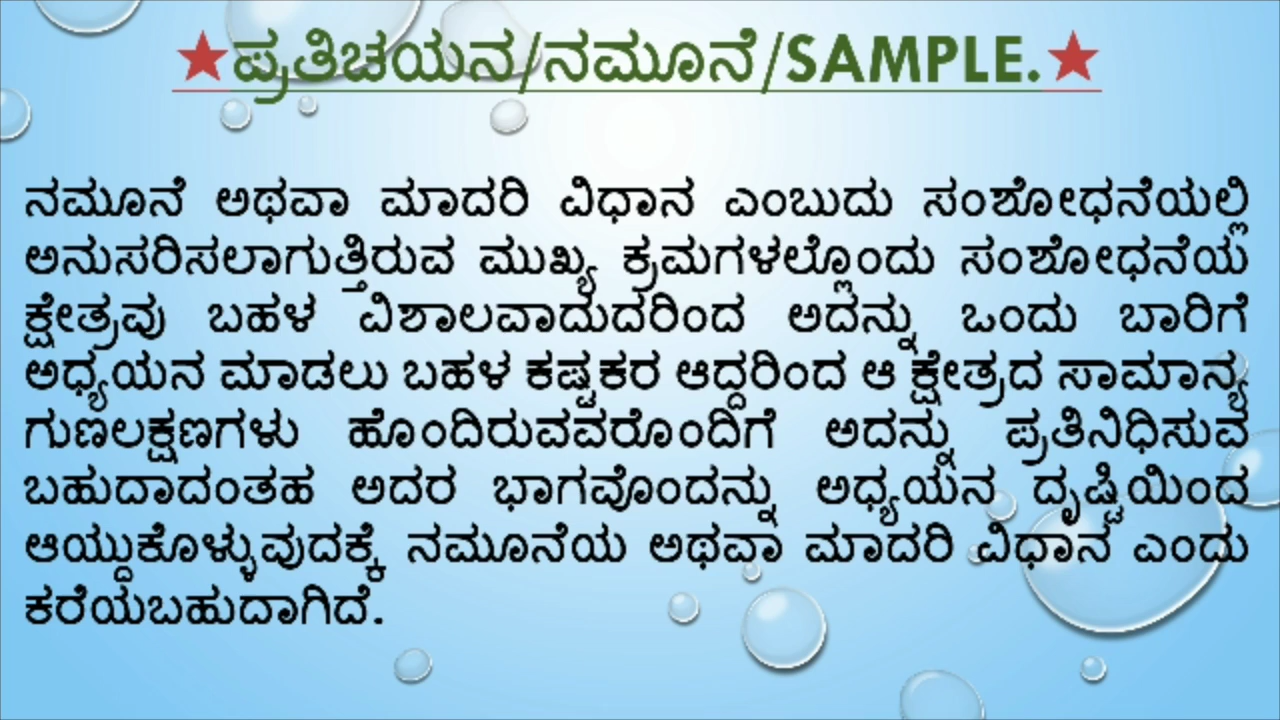 ★ಪ್ರತಿಚಯನ/ನಮೂನೆ/SAMPLE.★
ನಮೂನೆ ಅಥವಾ ಮಾದರಿ ವಿಧಾನ ಎಂಬುದು ಸಂಶೋಧನೆಯಲ್ಲಿ
ಅನುಸರಿಸಲಾಗುತ್ತಿರುವ ಮುಖ್ಯ ಕ್ರಮಗಳಲ್ಲೊಂದು ಸಂಶೋಧನೆಯ
ಕ್ಷೇತ್ರವು ಬಹಳ ವಿಶಾಲವಾದುದರಿಂದ ಅದನ್ನು ಒಂದು ಬಾರಿಗೆ
ಅಧ್ಯಯನ ಮಾಡಲು ಬಹಳ ಕಷ್ಟಕರ ಆದ್ದರಿಂದ ಆ ಕ್ಷೇತ್ರದ ಸಾಮಾನ್ಯ
ಗುಣಲಕ್ಷಣಗಳು ಹೊಂದಿರುವವರೊಂದಿಗೆ ಅದನ್ನು ಪ್ರತಿನಿಧಿಸುವ
ಬಹುದಾದಂತಹ ಅದರ ಭಾಗವೊಂದನ್ನು ಅಧ್ಯಯನ ದೃಷ್ಟಿಯಿಂದ
ಆಯ್ದುಕೊಳ್ಳುವುದಕ್ಕೆ ನಮೂನೆಯ ಅಥವಾ ಮಾದರಿ ವಿಧಾನ ಎಂದು
ಕರೆಯಬಹುದಾಗಿದೆ.